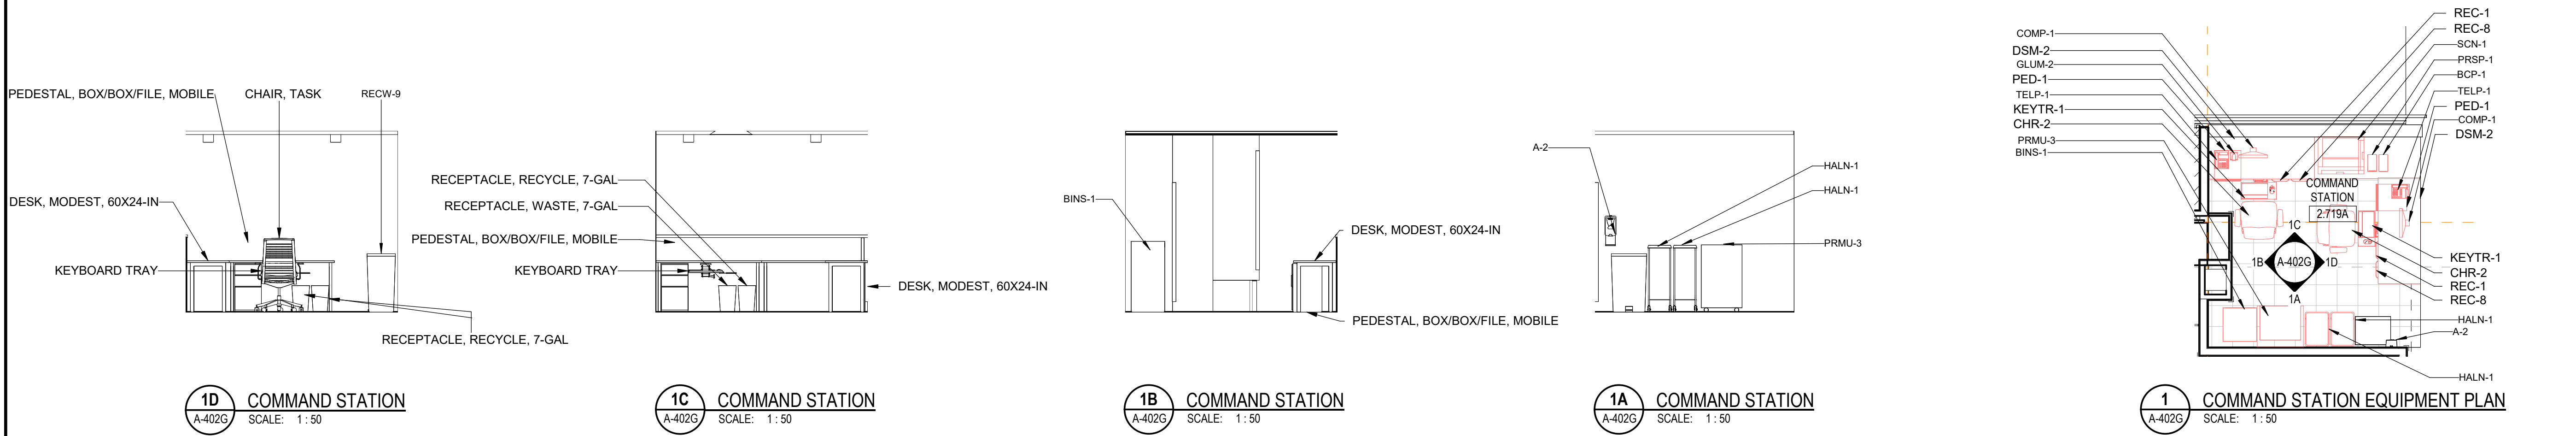 PEDESTAL, BOX/BOX/FILE, MOBILE
CHAIR, TASK
RECW-9
DESK, MODEST, 60X24-IN
KEYBOARD TRAY
RECEPTACLE, RECYCLE, 7-GAL
1D
A-402G
COMMAND STATION
SCALE: 1 : 50
RECEPTACLE, RECYCLE, 7-GAL
RECEPTACLE, WASTE, 7-GAL
PEDESTAL, BOX/BOX/FILE, MOBILE
KEYBOARD TRAY
DESK, MODEST, 60X24-IN
1C
A-402G
COMMAND STATION
SCALE: 1 : 50
BINS-1
DESK, MODEST, 60X24-IN
PEDESTAL, BOX/BOX/FILE, MOBILE
1B
A-402G
COMMAND STATION
SCALE: 1 : 50
A-2
HALN-1
HALN-1
PRMU-3
1A
A-402G
COMMAND STATION
SCALE: 1 : 50
COMP-1
DSM-2
GLUM-2
PED-1
TELP-1
KEYTR-1
CHR-2
PRMU-3
BINS-1
REC-1
REC-8
SCN-1
PRSP-1
BCP-1
TELP-1
PED-1
COMP-1
DSM-2
COMMAND
STATION
2.719A
1C
1B
A-402G
1D
1A
KEYTR-1
CHR-2
REC-1
REC-8
HALN-1
A-2
HALN-1
1
A-402G
COMMAND STATION EQUIPMENT PLAN
SCALE: 1 : 50